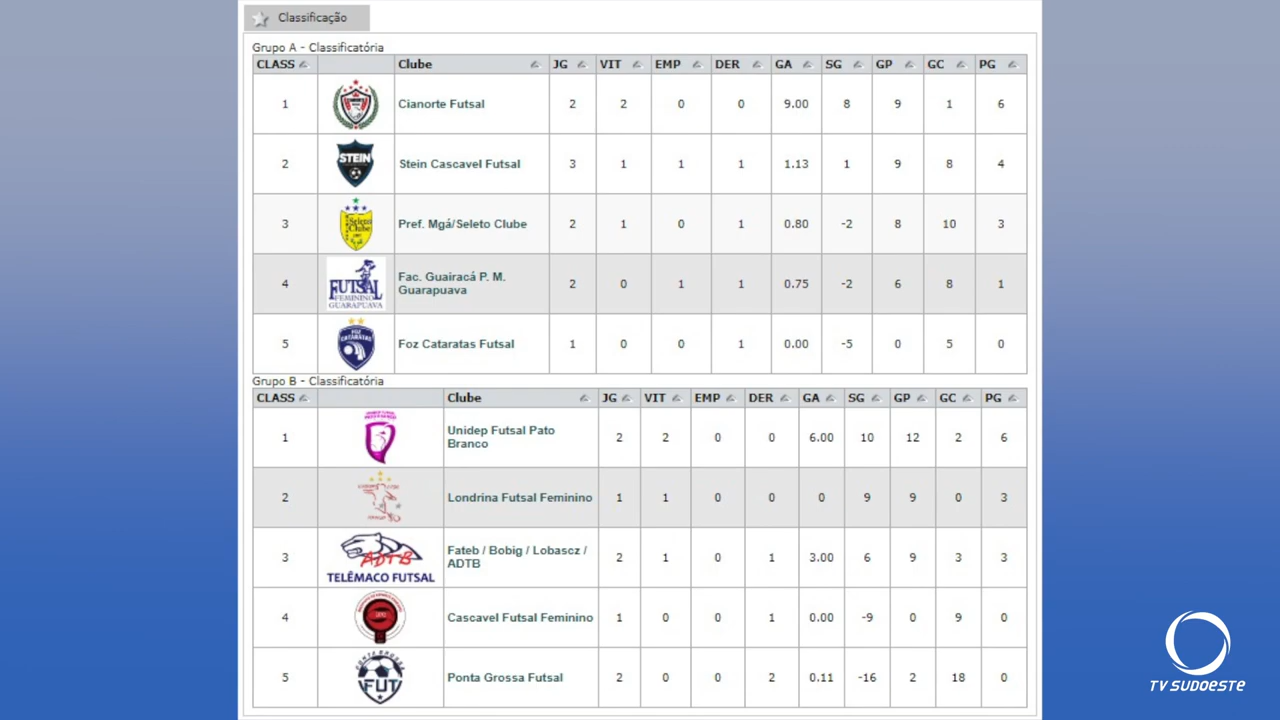 Classificação
Grupo A - Classificatória
CLASS Clube JG VIT EMP DER GA SG GP GC PG
1 Cianorte Futsal 2 2 0 0 9.00 8 9 1 6
STEIN
2 Stein Cascavel Futsal 3 1 1 1 1.13 1 9 8 4
Seleto
Clube
3 Pref. Mgá/Seleto Clube 2 1 0 1 0.80 -2 8 10 3
FUTSAL
FEMININO
GUARAPUAVA
4 Fac. Guairacá P. M.
Guarapuava 2 0 1 1 0.75 -2 6 8 1
FOZ
CATARATAS
5 Foz Cataratas Futsal 1 0 0 1 0.00 -5 0 5 0
Grupo B - Classificatória
CLASS Clube JG VIT EMP DER GA SG GP GC PG
1 Unidep Futsal Pato
Branco 2 2 0 0 6.00 10 12 2 6
2 Londrina Futsal Feminino 1 1 0 0 0 9 9 0 3
ADTB
TELÊMACO FUTSAL
3 Fateb / Bobig / Lobascz /
ADTB 2 1 0 1 3.00 6 9 3 3
4 Cascavel Futsal Feminino 1 0 0 1 0.00 -9 0 9 0
PONTA GROSSA
FUT
5 Ponta Grossa Futsal 2 0 0 2 0.11 -16 2 18 0
TV SUDOESTE